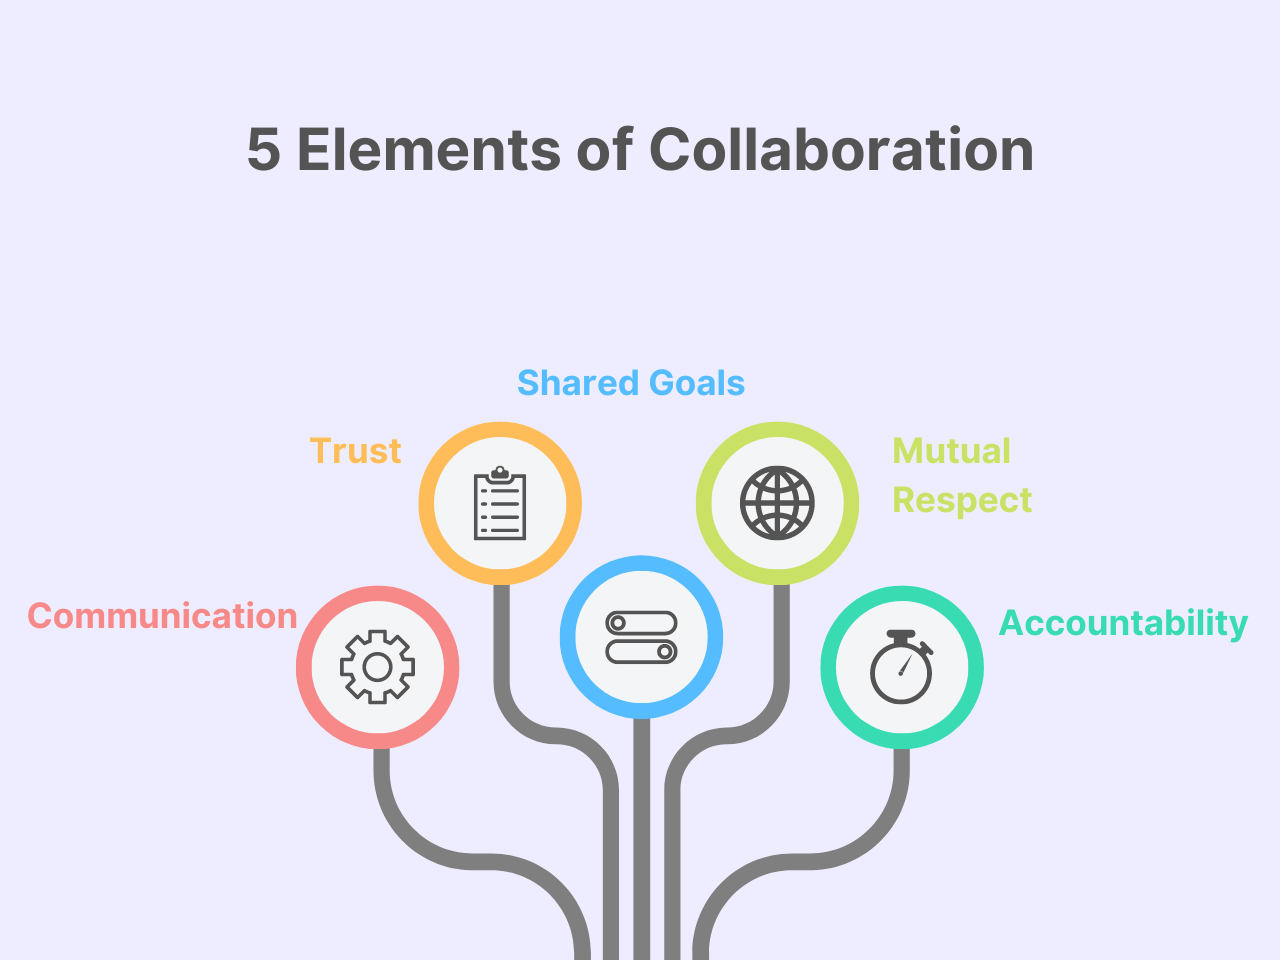 5 Elements of Collaboration
Shared Goals
Trust
Mutual
Respect
Communication
Accountability